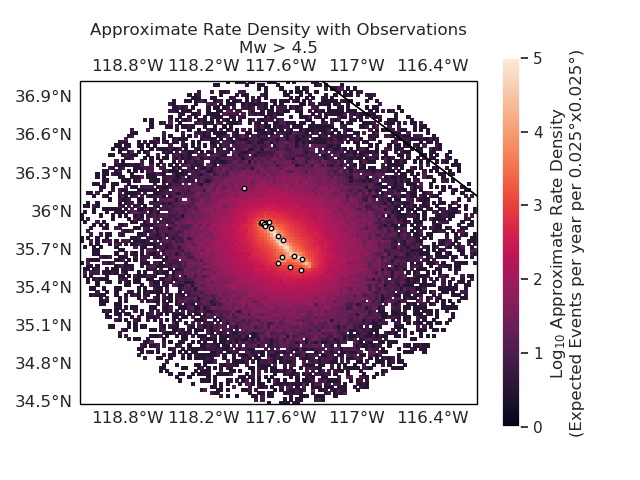 Approximate Rate Density with Observations
Mw > 4.5
118.8°W 118.2°W 117.6°W 117°W 116.4°W
36.9°N
36.6°N
36.3°N
36°N
35.7°N
35.4°N
35.1°N
34.8°N
34.5°N
118.8°W 118.2°W 117.6°W 117°W 116.4°W
5
4
3
2
1
0
Log₁₀ Approximate Rate Density
(Expected Events per year per 0.025°x0.025°)